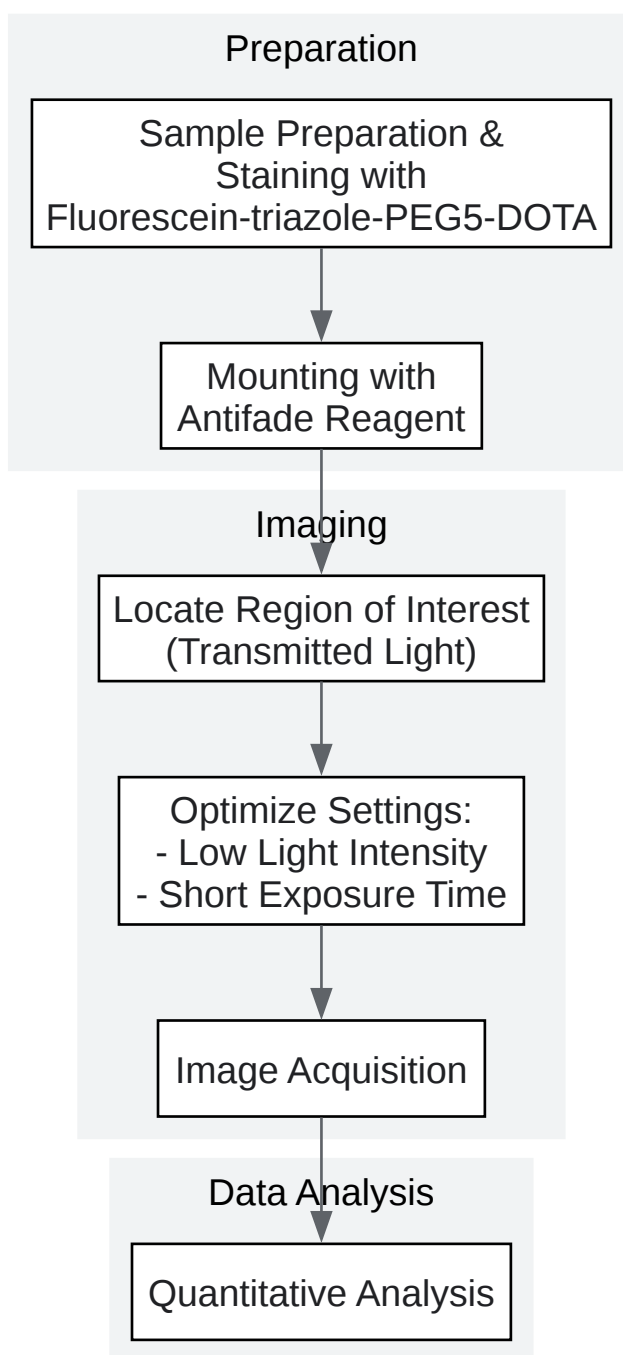 Preparation
Sample Preparation &
Staining with
Fluorescein-triazole-PEG5-DOTA
Mounting with
Antifade Reagent
Imaging
Locate Region of Interest
(Transmitted Light)
Optimize Settings:
- Low Light Intensity
- Short Exposure Time
Image Acquisition
Data Analysis
Quantitative Analysis